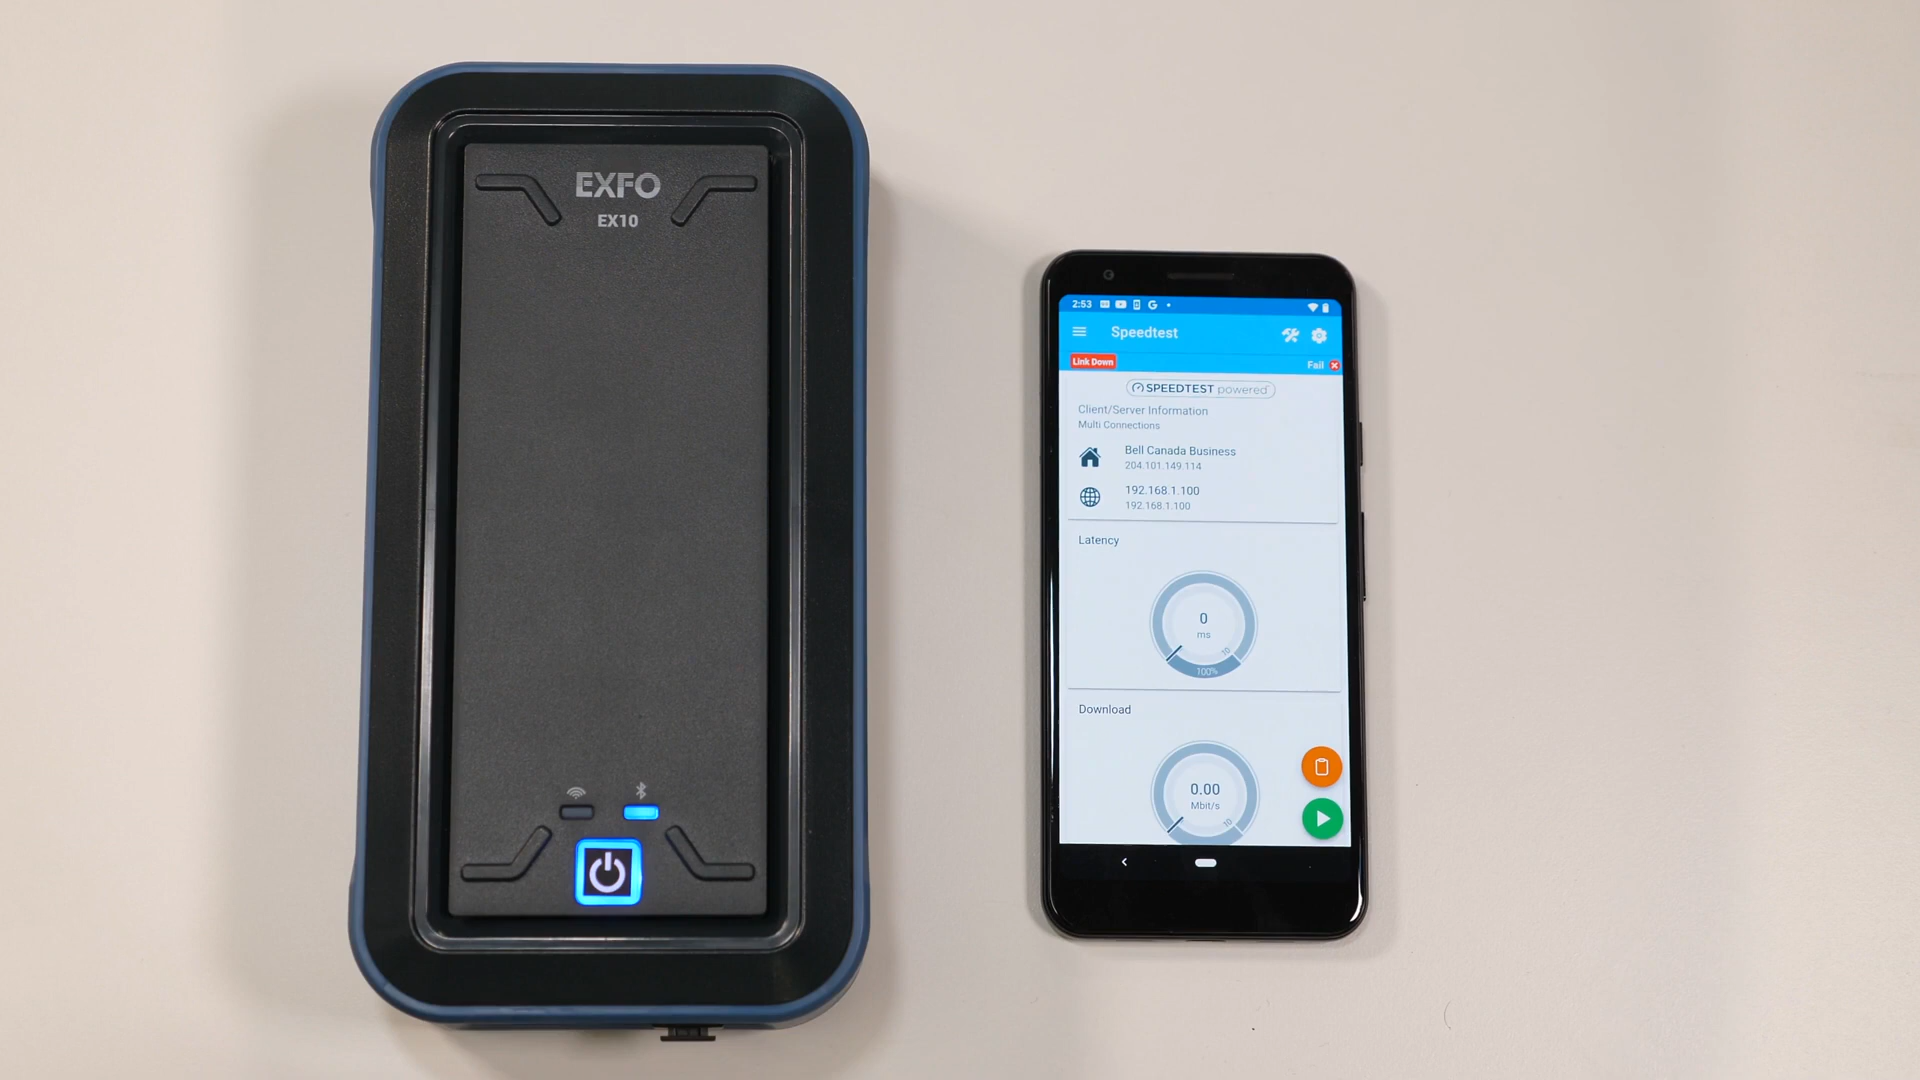 EXFO
EX10
2:53
Speedtest
Link Down
Fail
SPEEDTEST powered
Client/Server Information
Multi Connections
Bell Canada Business
204.101.149.114
192.168.1.100
192.168.1.100
Latency
0
ms
10
100%
Download
0.00
Mbit/s
10